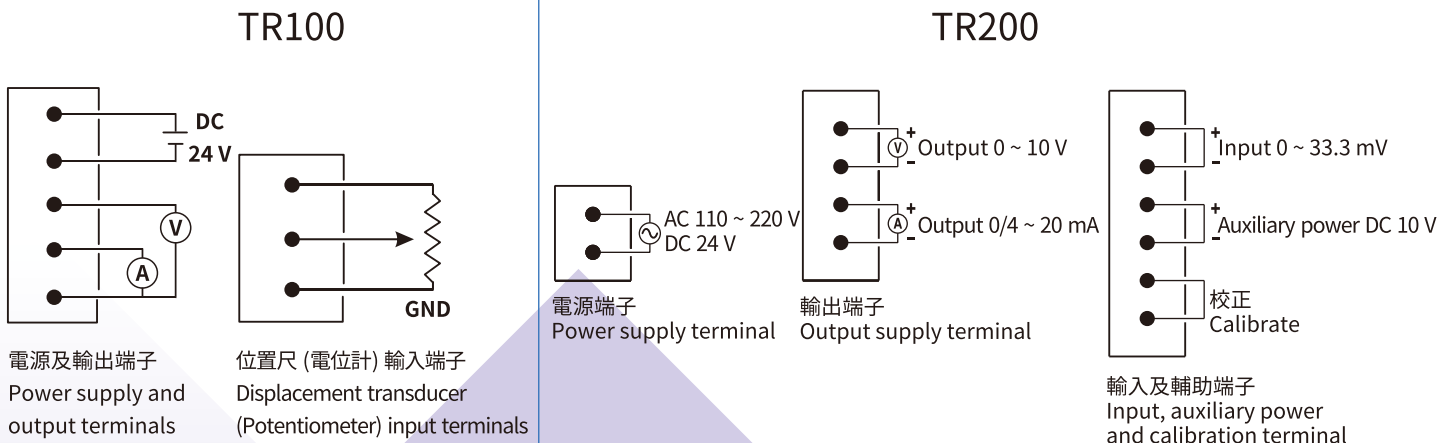 TR100
DC
24 V
V
A
電源及輸出端子
Power supply and
output terminals
GND
位置尺 (電位計) 輸入端子
Displacement transducer
(Potentiometer) input terminals
TR200
AC 110 ~ 220 V
DC 24 V
電源端子
Power supply terminal
+
V
Output 0 ~ 10 V
-
+
A
Output 0/4 ~ 20 mA
-
輸出端子
Output supply terminal
+
Input 0 ~ 33.3 mV
-
+
Auxiliary power DC 10 V
-
校正
Calibrate
輸入及輔助端子
Input, auxiliary power
and calibration terminal